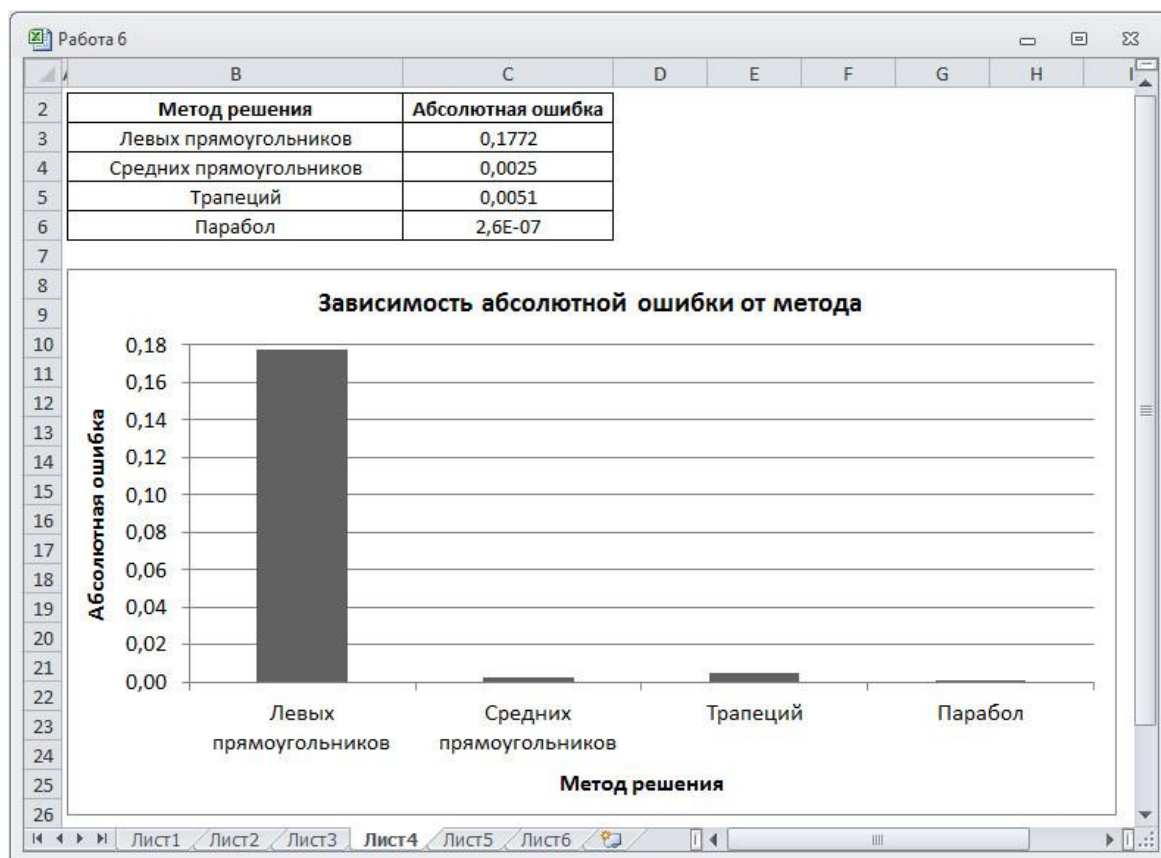 Работа 6
B C D E F G H I
2 Метод решения Абсолютная ошибка
3 Левых прямоугольников 0,1772
4 Средних прямоугольников 0,0025
5 Трапеций 0,0051
6 Парабол 2,6E-07
7
8
9
10
11
12
13
14
15
16
17
18
19
20
21
22
23
24
25
26
Зависимость абсолютной ошибки от метода
Абсолютная ошибка
0,18
0,16
0,14
0,12
0,10
0,08
0,06
0,04
0,02
0,00
Левых прямоугольников
Средних прямоугольников
Трапеций
Парабол
Метод решения
Лист1 Лист2 Лист3 Лист4 Лист5 Лист6